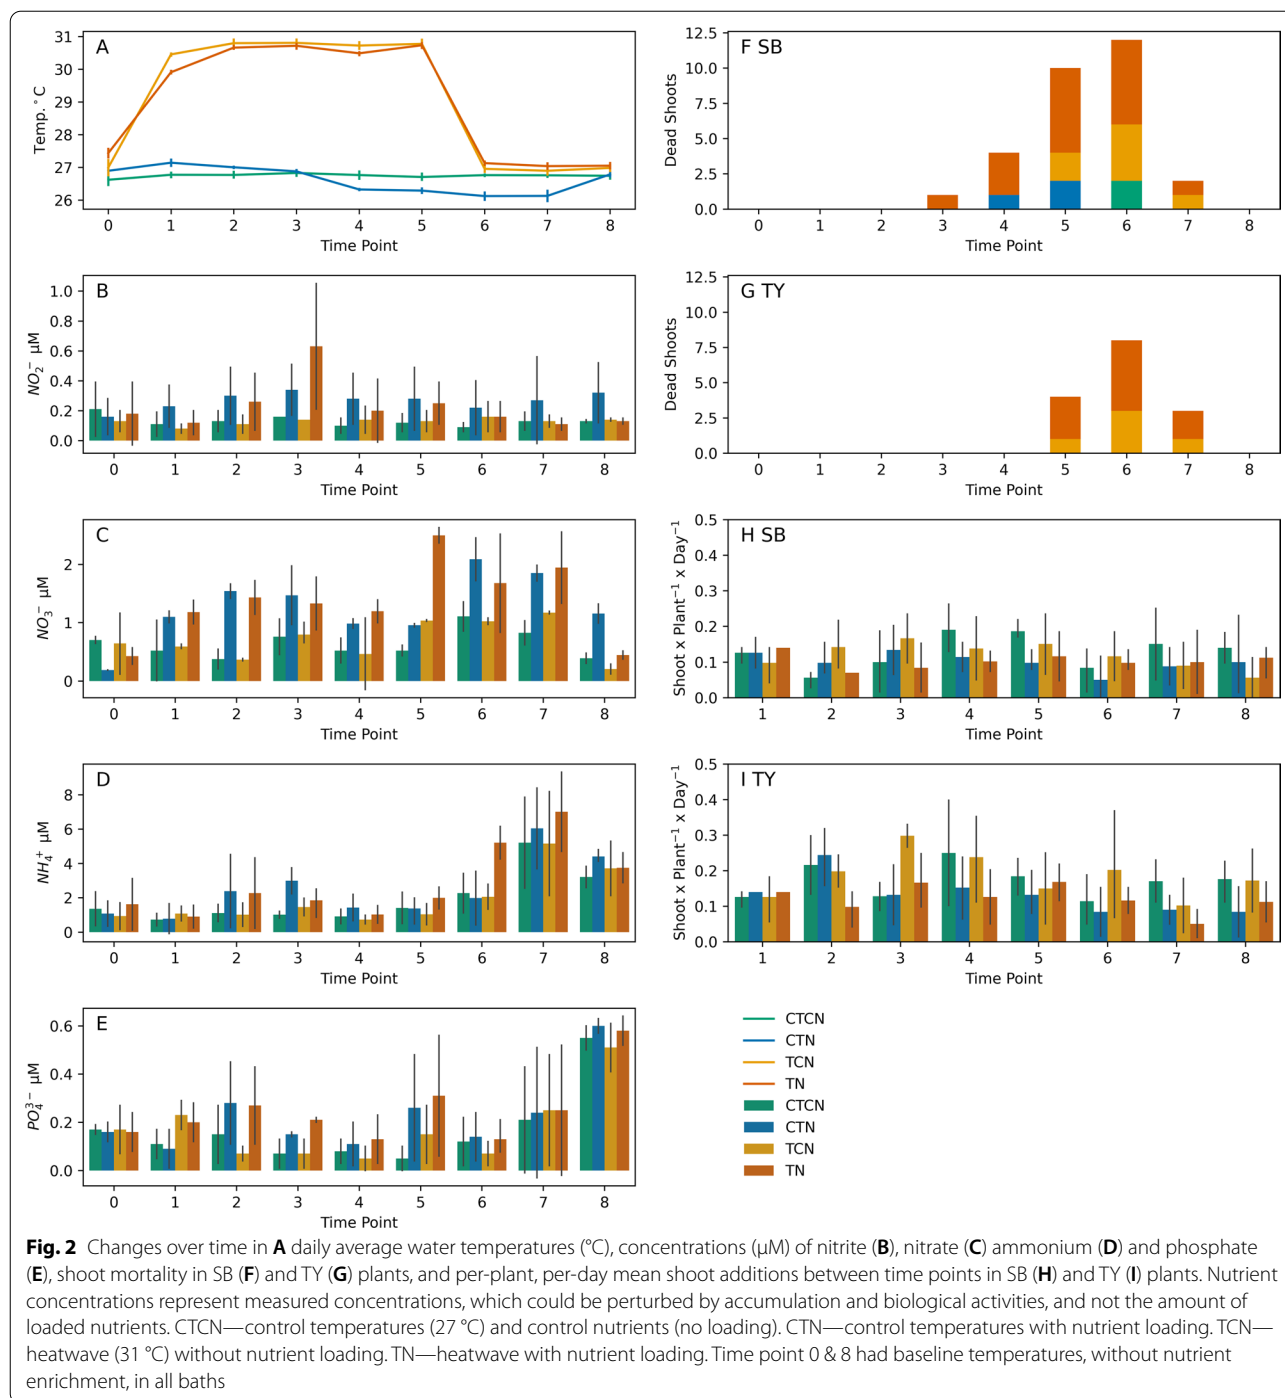 A
Temp. °C
31
30
29
28
27
26
0 1 2 3 4 5 6 7 8
Time Point
F SB
Dead Shoots
12.5
10.0
7.5
5.0
2.5
0.0
0 1 2 3 4 5 6 7 8
Time Point
B
NO₂⁻ µM
1.0
0.8
0.6
0.4
0.2
0.0
0 1 2 3 4 5 6 7 8
Time Point
G TY
Dead Shoots
12.5
10.0
7.5
5.0
2.5
0.0
0 1 2 3 4 5 6 7 8
Time Point
C
NO₃⁻ µM
2
1
0
0 1 2 3 4 5 6 7 8
Time Point
H SB
Shoot x Plant⁻¹ x Day⁻¹
0.5
0.4
0.3
0.2
0.1
0.0
1 2 3 4 5 6 7 8
Time Point
D
NH₄⁺ µM
8
6
4
2
0
0 1 2 3 4 5 6 7 8
Time Point
I TY
Shoot x Plant⁻¹ x Day⁻¹
0.5
0.4
0.3
0.2
0.1
0.0
1 2 3 4 5 6 7 8
Time Point
E
PO₄³⁻ µM
0.6
0.4
0.2
0.0
0 1 2 3 4 5 6 7 8
Time Point
CTCN
CTN
TCN
TN
CTCN
CTN
TCN
TN
Fig. 2 Changes over time in A daily average water temperatures (°C), concentrations (µM) of nitrite (B), nitrate (C) ammonium (D) and phosphate
(E), shoot mortality in SB (F) and TY (G) plants, and per-plant, per-day mean shoot additions between time points in SB (H) and TY (I) plants. Nutrient
concentrations represent measured concentrations, which could be perturbed by accumulation and biological activities, and not the amount of
loaded nutrients. CTCN—control temperatures (27 °C) and control nutrients (no loading). CTN—control temperatures with nutrient loading. TCN—
heatwave (31 °C) without nutrient loading. TN—heatwave with nutrient loading. Time point 0 & 8 had baseline temperatures, without nutrient
enrichment, in all baths